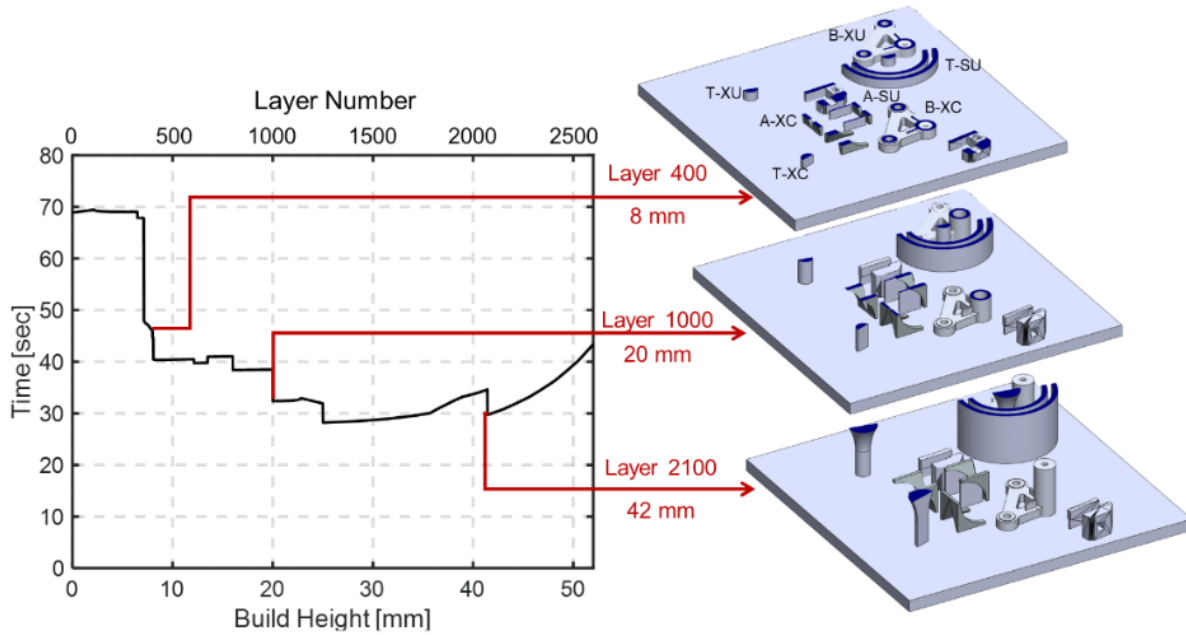 Layer Number
0 500 1000 1500 2000 2500
80
70
60
50
40
30
20
10
0
Time [sec]
0 10 20 30 40 50
Build Height [mm]
Layer 400
8 mm
Layer 1000
20 mm
Layer 2100
42 mm
B-XU
T-SU
T-XU
A-SU
B-XC
A-XC
T-XC